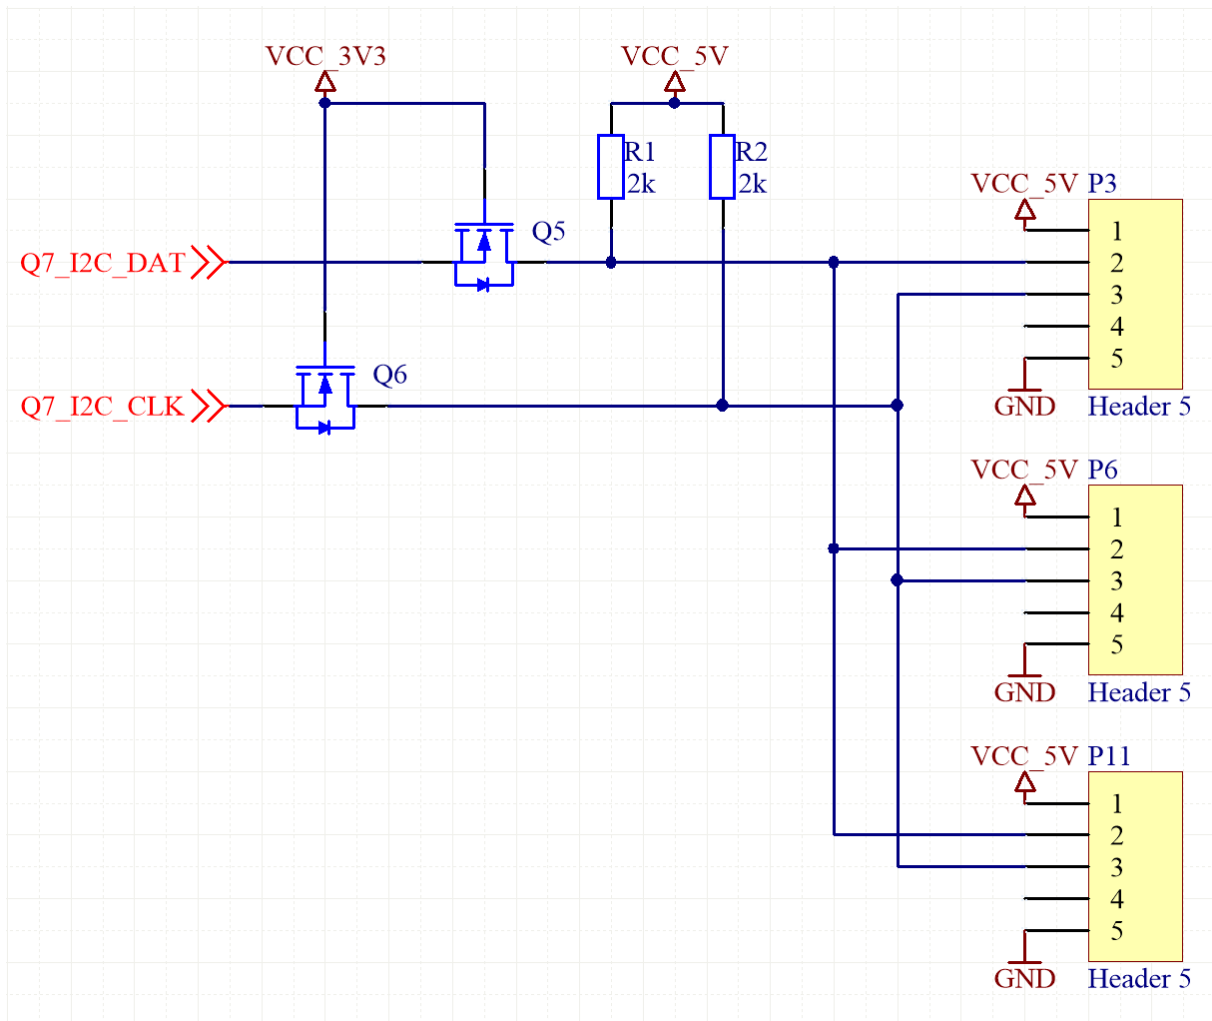 VCC_3V3
VCC_5V
R1
2k
R2
2k
Q5
Q7_I2C_DAT
Q6
Q7_I2C_CLK
VCC_5V P3
1
2
3
4
5
GND Header 5
VCC_5V P6
1
2
3
4
5
GND Header 5
VCC_5V P11
1
2
3
4
5
GND Header 5